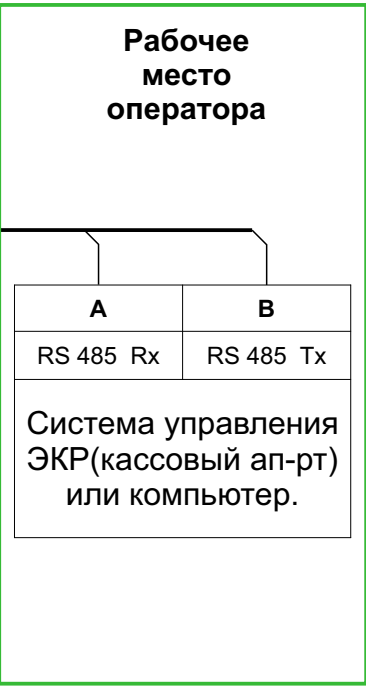 Рабочее
место
оператора
A B
RS 485 Rx RS 485 Tx
Система управления
ЭКР(кассовый ап-рт)
или компьютер.